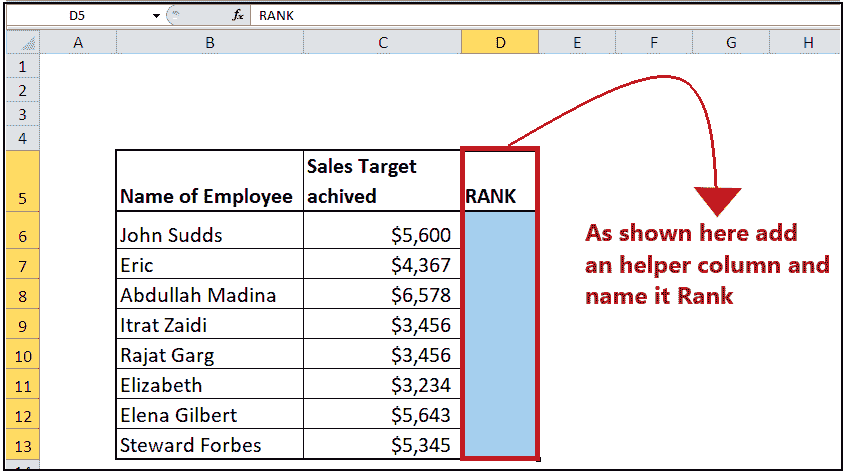 D5 fx RANK
A B C D E F G H
1
2
3
4
5 Name of Employee Sales Target achived RANK
6 John Sudds $5,600
7 Eric $4,367
8 Abdullah Madina $6,578
9 Itrat Zaidi $3,456
10 Rajat Garg $3,456
11 Elizabeth $3,234
12 Elena Gilbert $5,643
13 Steward Forbes $5,345
As shown here add
an helper column and
name it Rank